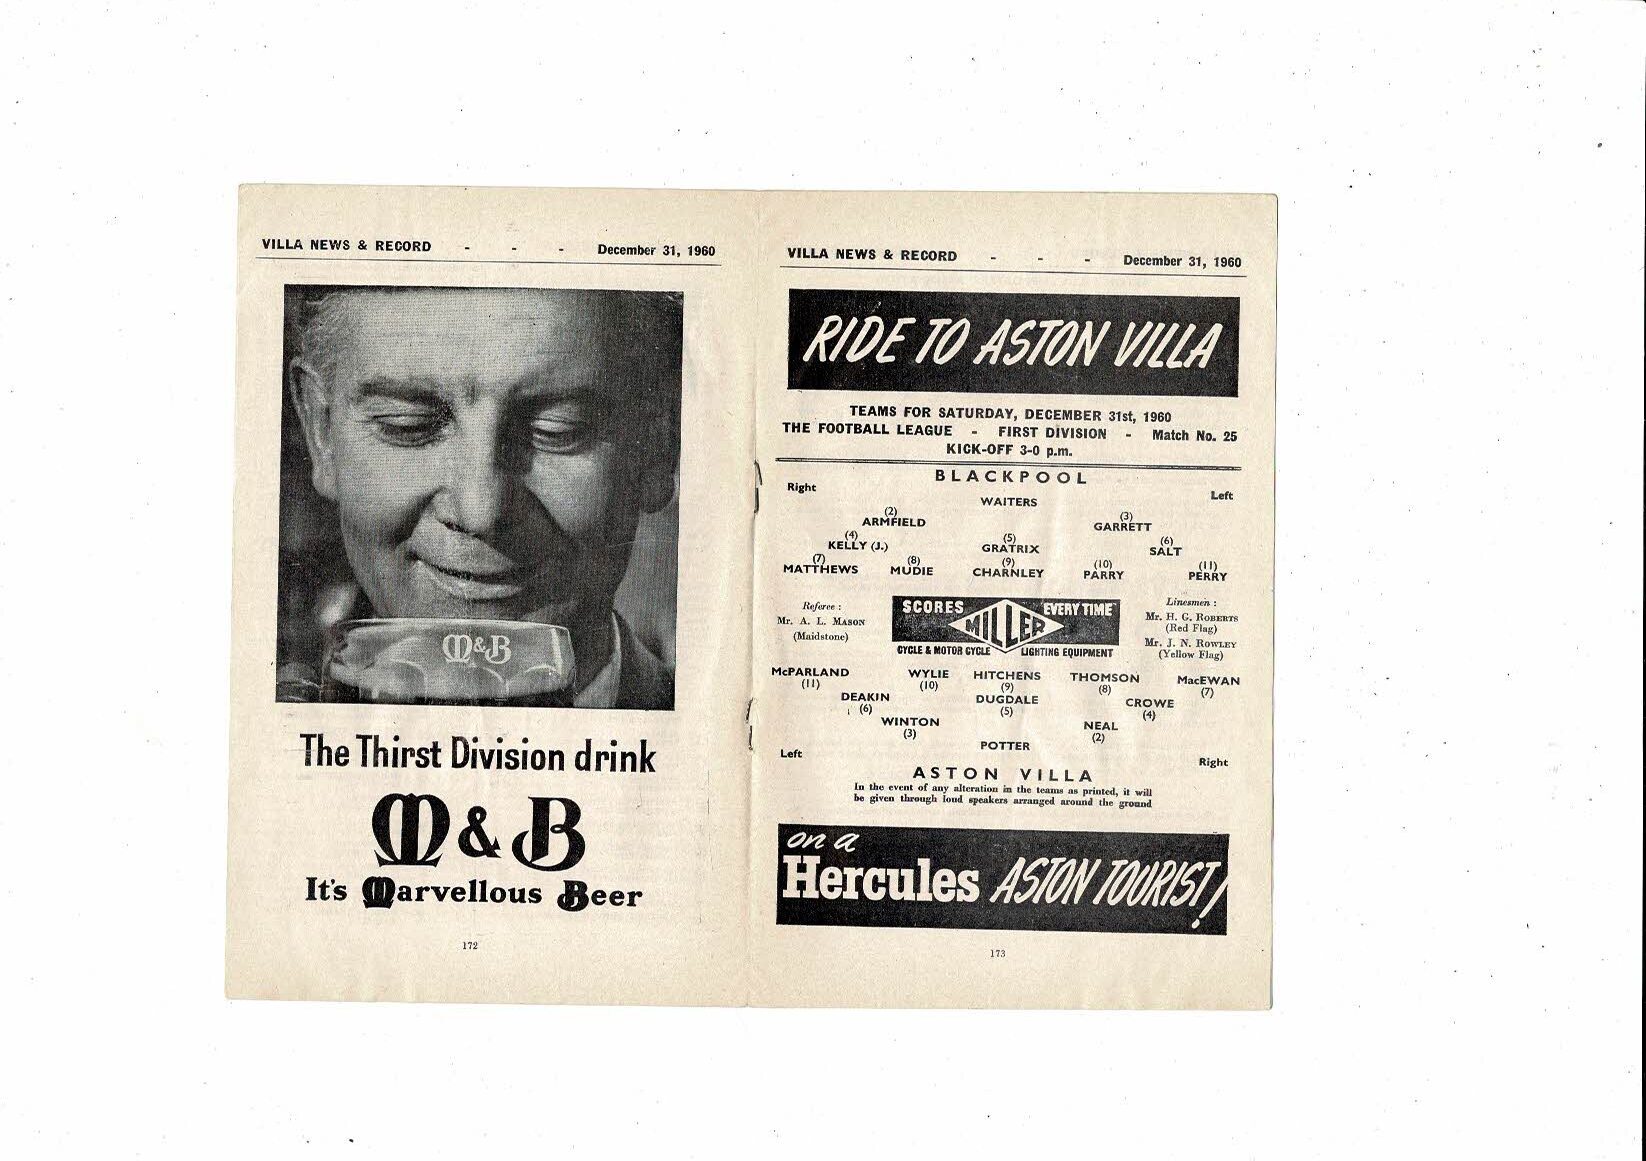 VILLA NEWS & RECORD - - - December 31, 1960
M&B
The Thirst Division drink
M & B
It's Marvellous Beer
172
VILLA NEWS & RECORD - - - December 31, 1960
RIDE TO ASTON VILLA
TEAMS FOR SATURDAY, DECEMBER 31st, 1960
THE FOOTBALL LEAGUE - FIRST DIVISION - Match No. 25
KICK-OFF 3-0 p.m.
BLACKPOOL
Right Left
WAITERS
(2) (3)
ARMFIELD GARRETT
(4) (5) (6)
KELLY (J.) GRATRIX SALT
(7) (8) (9) (10) (11)
MATTHEWS MUDIE CHARNLEY PARRY PERRY
Referee :
Mr. A. L. MASON
(Maidstone)
SCORES EVERY TIME
MILLER
CYCLE & MOTOR CYCLE LIGHTING EQUIPMENT
Linesmen :
Mr. H. G. ROBERTS
(Red Flag)
Mr. J. N. ROWLEY
(Yellow Flag)
McPARLAND WYLIE HITCHENS THOMSON MacEWAN
(11) (10) (9) (8) (7)
DEAKIN DUGDALE CROWE
(6) (5) (4)
WINTON NEAL
(3) (2)
POTTER
Left Right
ASTON VILLA
In the event of any alteration in the teams as printed, it will
be given through loud speakers arranged around the ground
on a
Hercules ASTON TOURIST!
173